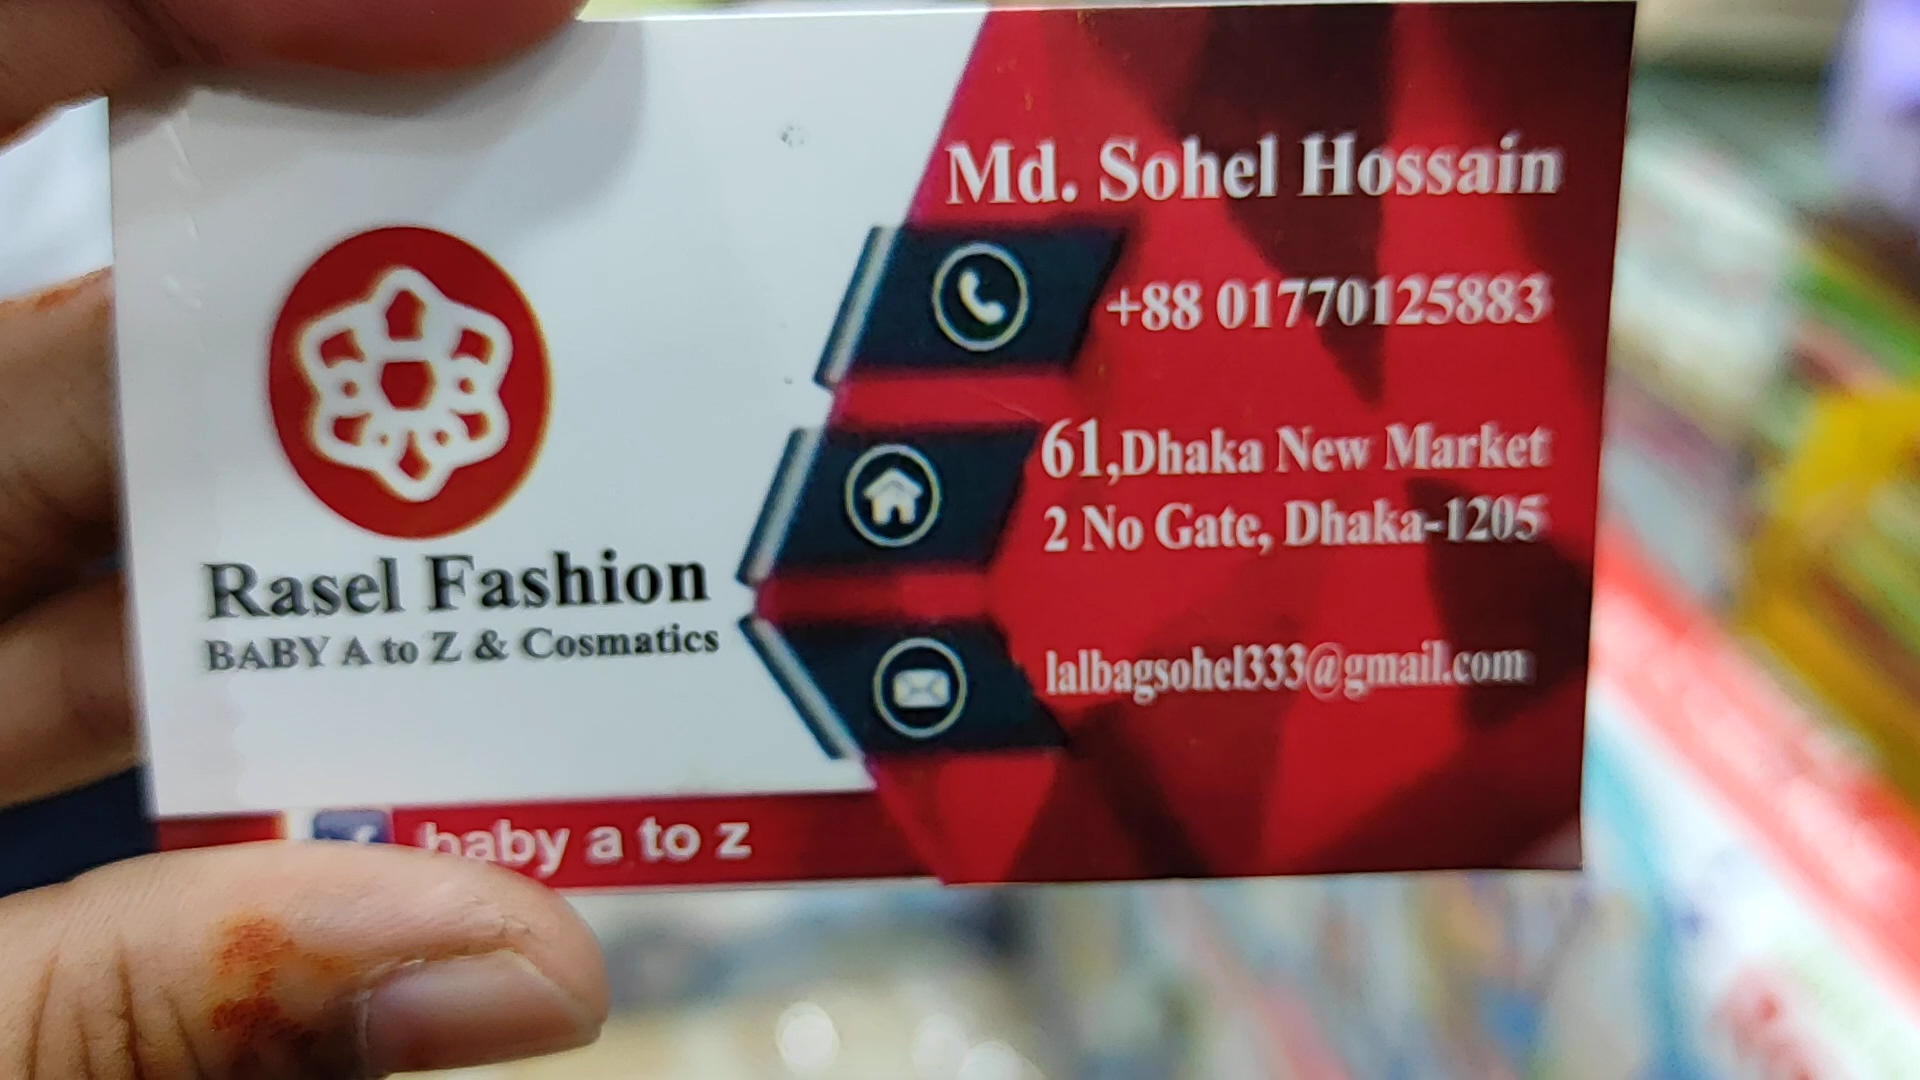 Rasel Fashion
BABY A to Z & Cosmatics
baby a to z
Md. Sohel Hossain
+88 01770125883
61,Dhaka New Market
2 No Gate, Dhaka-1205
lalbagsohel333@gmail.com